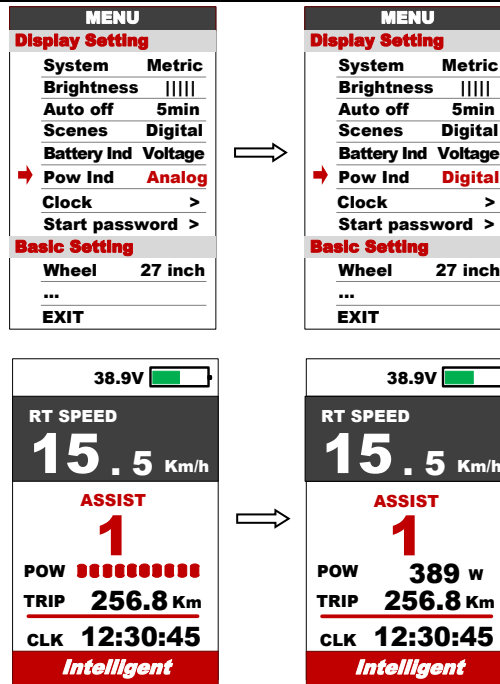 MENU
Display Setting
System Metric
Brightness |||||
Auto off 5min
Scenes Digital
Battery Ind Voltage
Pow Ind Analog
Clock >
Start password >
Basic Setting
Wheel 27 inch
...
EXIT
MENU
Display Setting
System Metric
Brightness |||||
Auto off 5min
Scenes Digital
Battery Ind Voltage
Pow Ind Digital
Clock >
Start password >
Basic Setting
Wheel 27 inch
...
EXIT
38.9V
RT SPEED
15.5 Km/h
ASSIST
1
POW
TRIP 256.8 Km
CLK 12:30:45
Intelligent
38.9V
RT SPEED
15.5 Km/h
ASSIST
1
POW 389 W
TRIP 256.8 Km
CLK 12:30:45
Intelligent